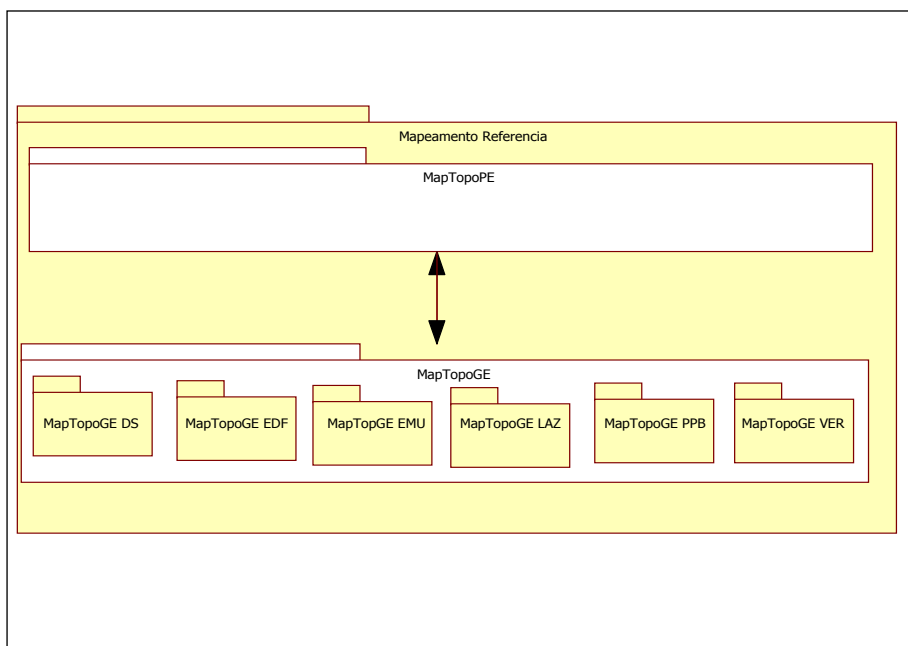 Mapeamento Referencia
MapTopoPE
MapTopoGE
MapTopoGE DS
MapTopoGE EDF
MapTopGE EMU
MapTopoGE LAZ
MapTopoGE PPB
MapTopoGE VER